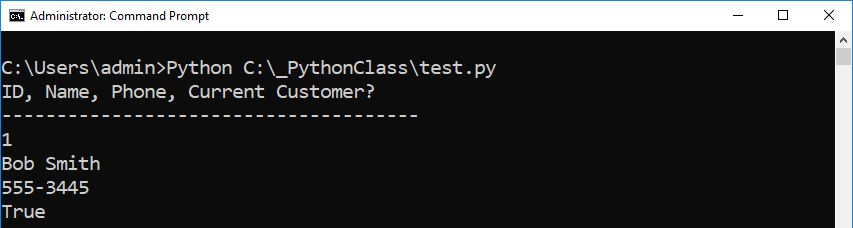 Administrator: Command Prompt
C:\Users\admin>Python C:\_PythonClass\test.py
ID, Name, Phone, Current Customer?
--------------------------------------
1
Bob Smith
555-3445
True